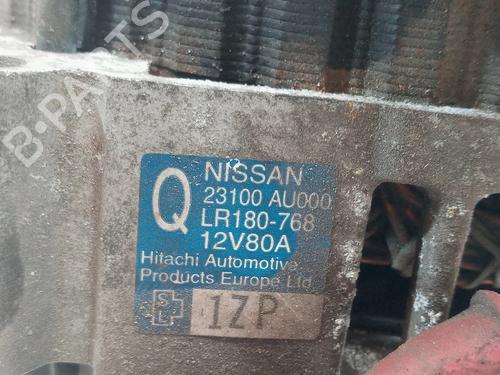 B-PARTS
Q
NISSAN
23100 AU000
LR180-768
12V80A
Hitachi Automotive
Products Europe Ltd
1ZP